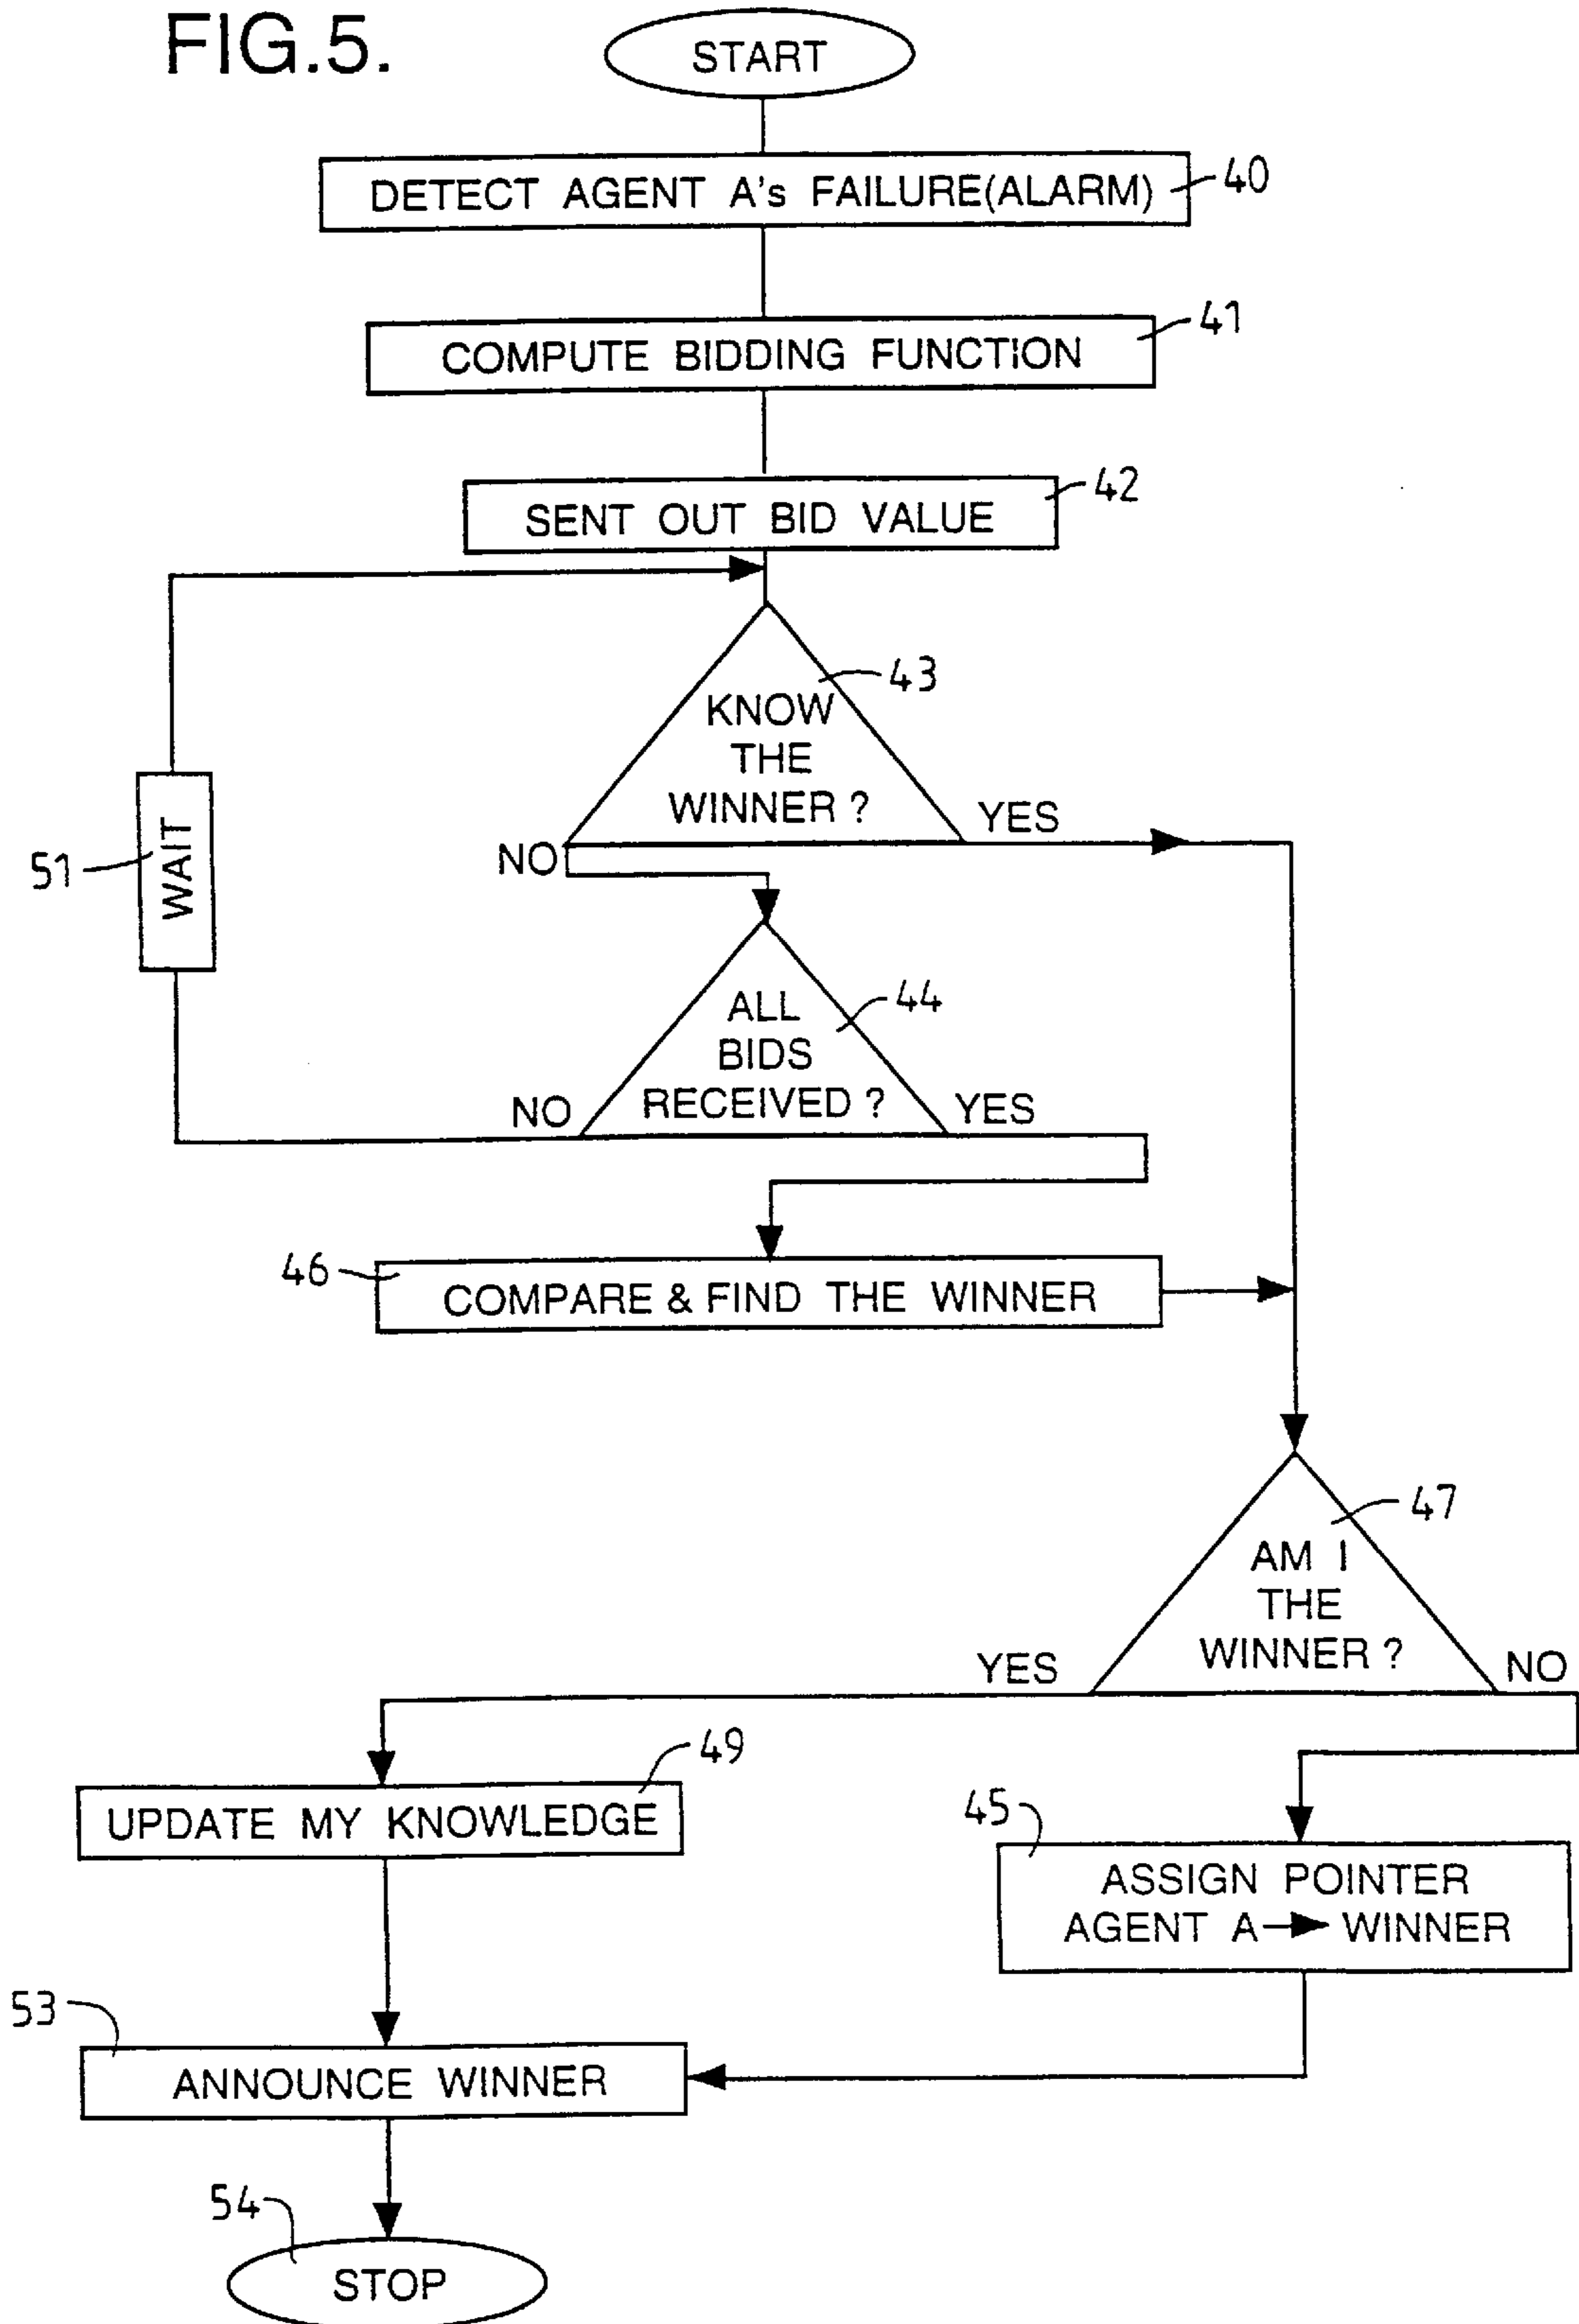 FIG.5.
START
DETECT AGENT A's FAILURE(ALARM)
40
COMPUTE BIDDING FUNCTION
41
SENT OUT BID VALUE
42
KNOW
THE
WINNER ?
43
YES
NO
WAIT
51
ALL
BIDS
RECEIVED ?
44
NO
YES
46
COMPARE & FIND THE WINNER
AM I
THE
WINNER ?
47
YES
NO
UPDATE MY KNOWLEDGE
49
45
ASSIGN POINTER
AGENT A → WINNER
53
ANNOUNCE WINNER
54
STOP